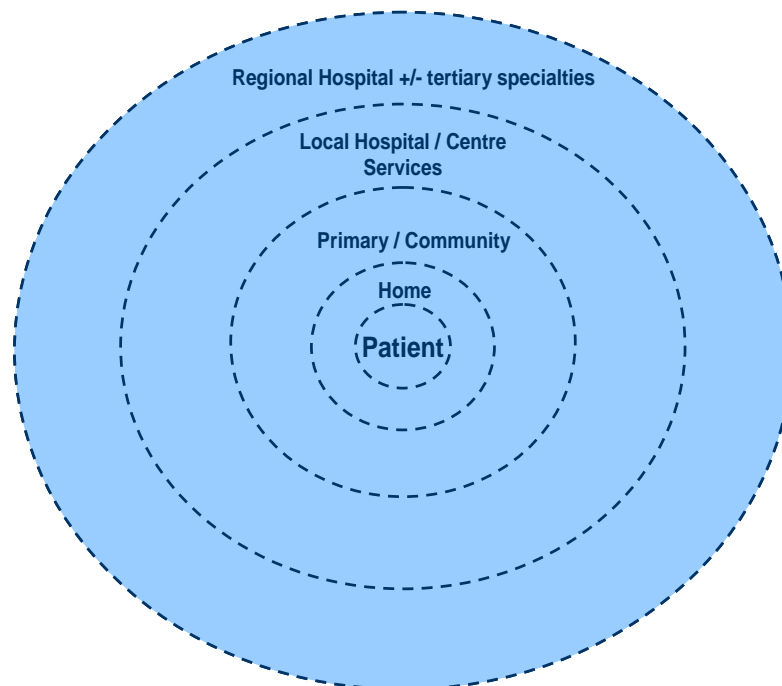 Regional Hospital +/- tertiary specialties
Local Hospital / Centre
Services
Primary / Community
Home
Patient